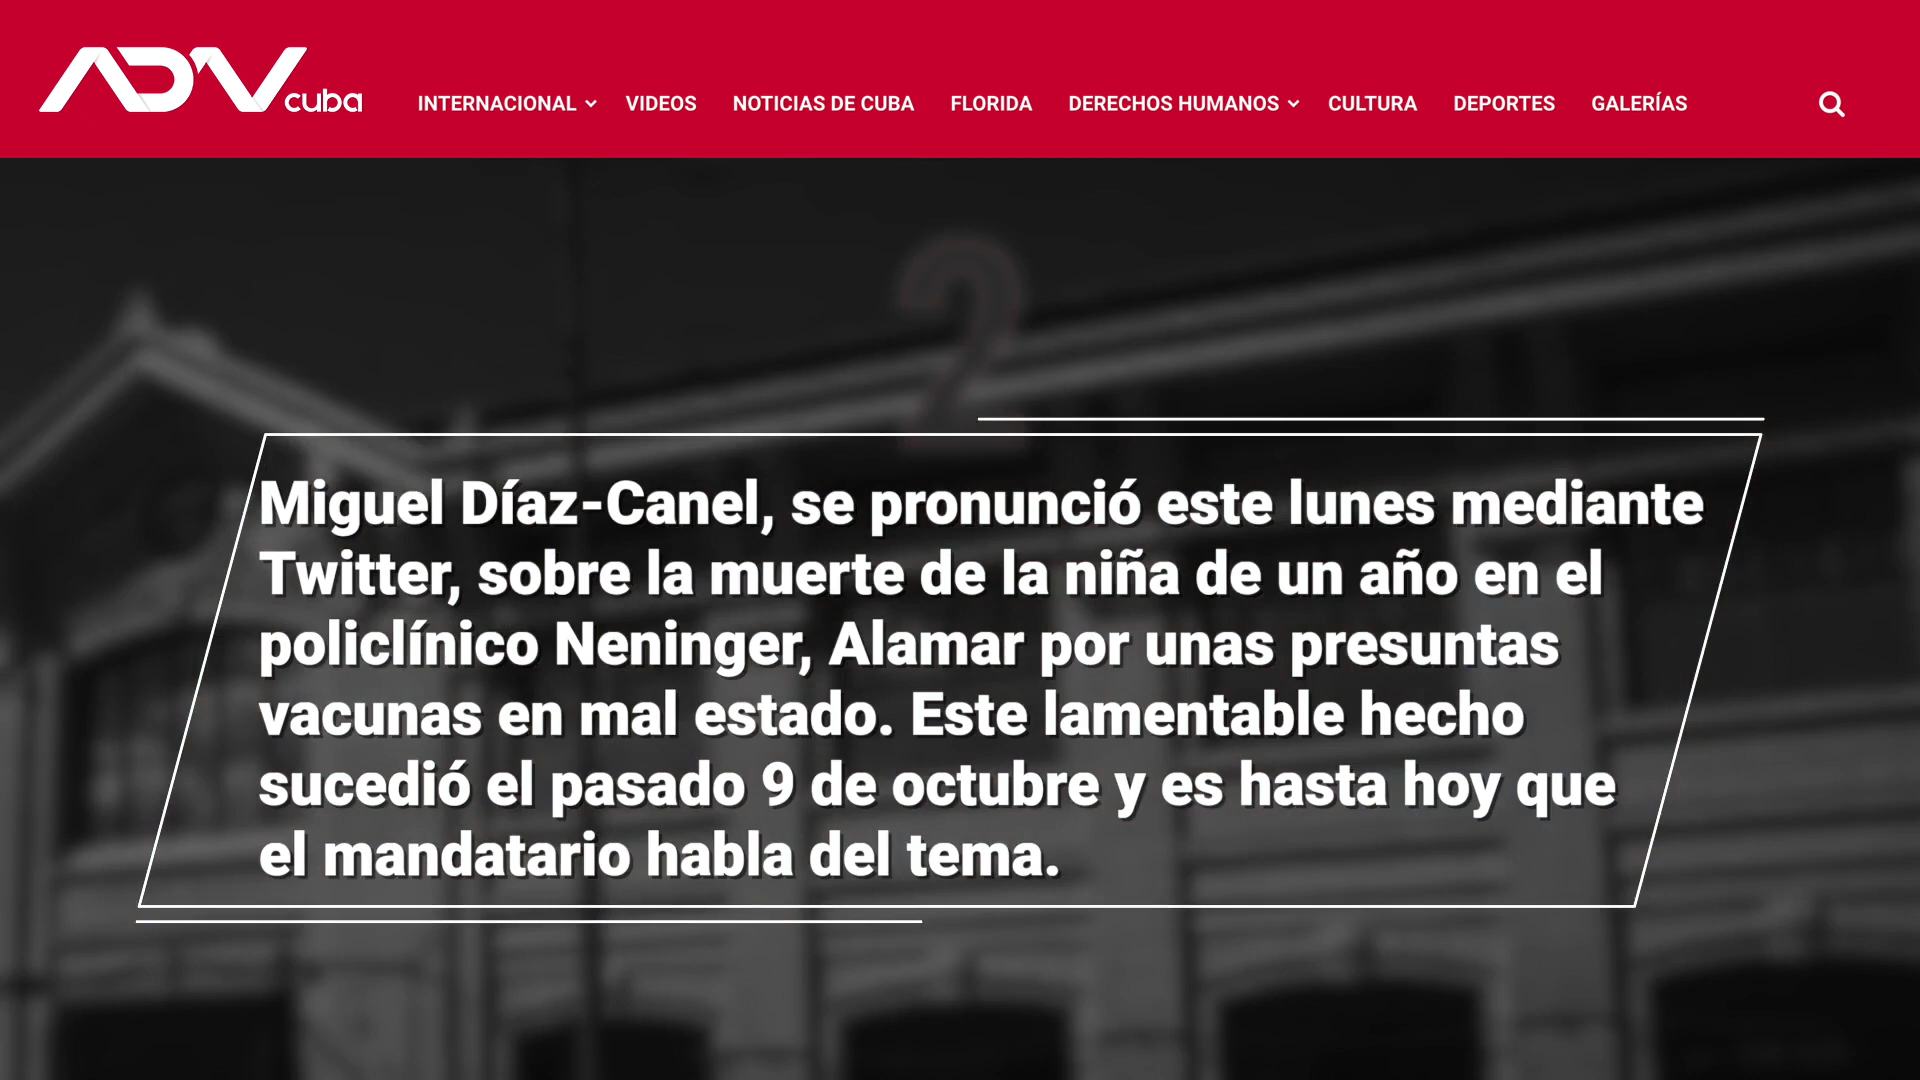 ADN cuba
INTERNACIONAL VIDEOS NOTICIAS DE CUBA FLORIDA DERECHOS HUMANOS CULTURA DEPORTES GALERÍAS
2
Miguel Díaz-Canel, se pronunció este lunes mediante
Twitter, sobre la muerte de la niña de un año en el
policlínico Neninger, Alamar por unas presuntas
vacunas en mal estado. Este lamentable hecho
sucedió el pasado 9 de octubre y es hasta hoy que
el mandatario habla del tema.